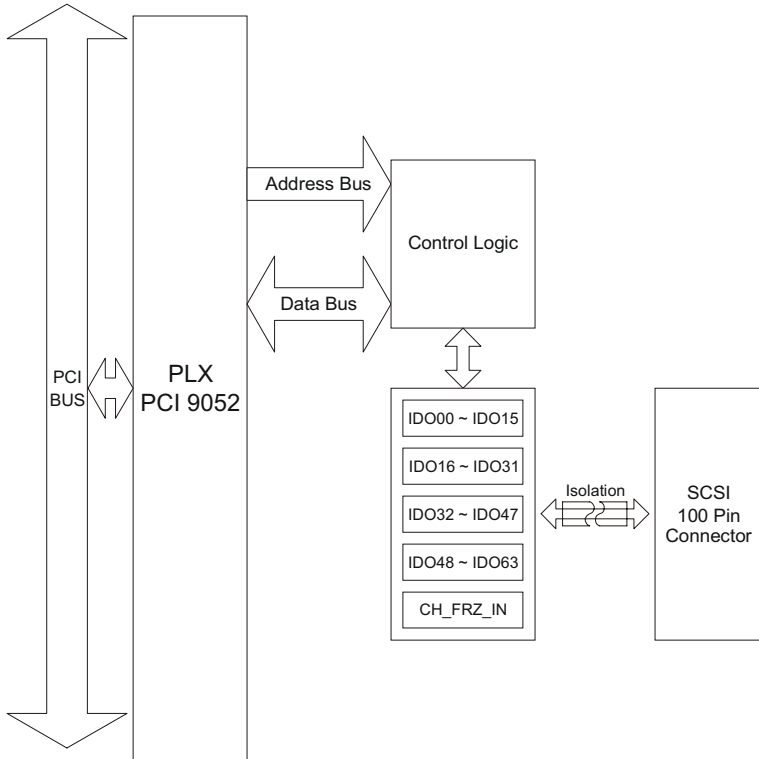 PCI
BUS
PLX
PCI 9052
Address Bus
Data Bus
Control Logic
IDO00 ~ IDO15
IDO16 ~ IDO31
IDO32 ~ IDO47
IDO48 ~ IDO63
CH_FRZ_IN
Isolation
SCSI
100 Pin
Connector